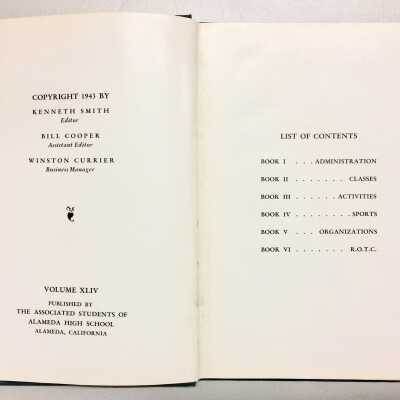 COPYRIGHT 1943 BY
KENNETH SMITH
Editor
BILL COOPER
Assistant Editor
WINSTON CURRIER
Business Manager
VOLUME XLIV
PUBLISHED BY
THE ASSOCIATED STUDENTS OF
ALAMEDA HIGH SCHOOL
ALAMEDA, CALIFORNIA
LIST OF CONTENTS
BOOK I . . . ADMINISTRATION
BOOK II . . . . . . . CLASSES
BOOK III . . . . . ACTIVITIES
BOOK IV . . . . . . . . SPORTS
BOOK V . . . ORGANIZATIONS
BOOK VI . . . . . . . R.O.T.C.